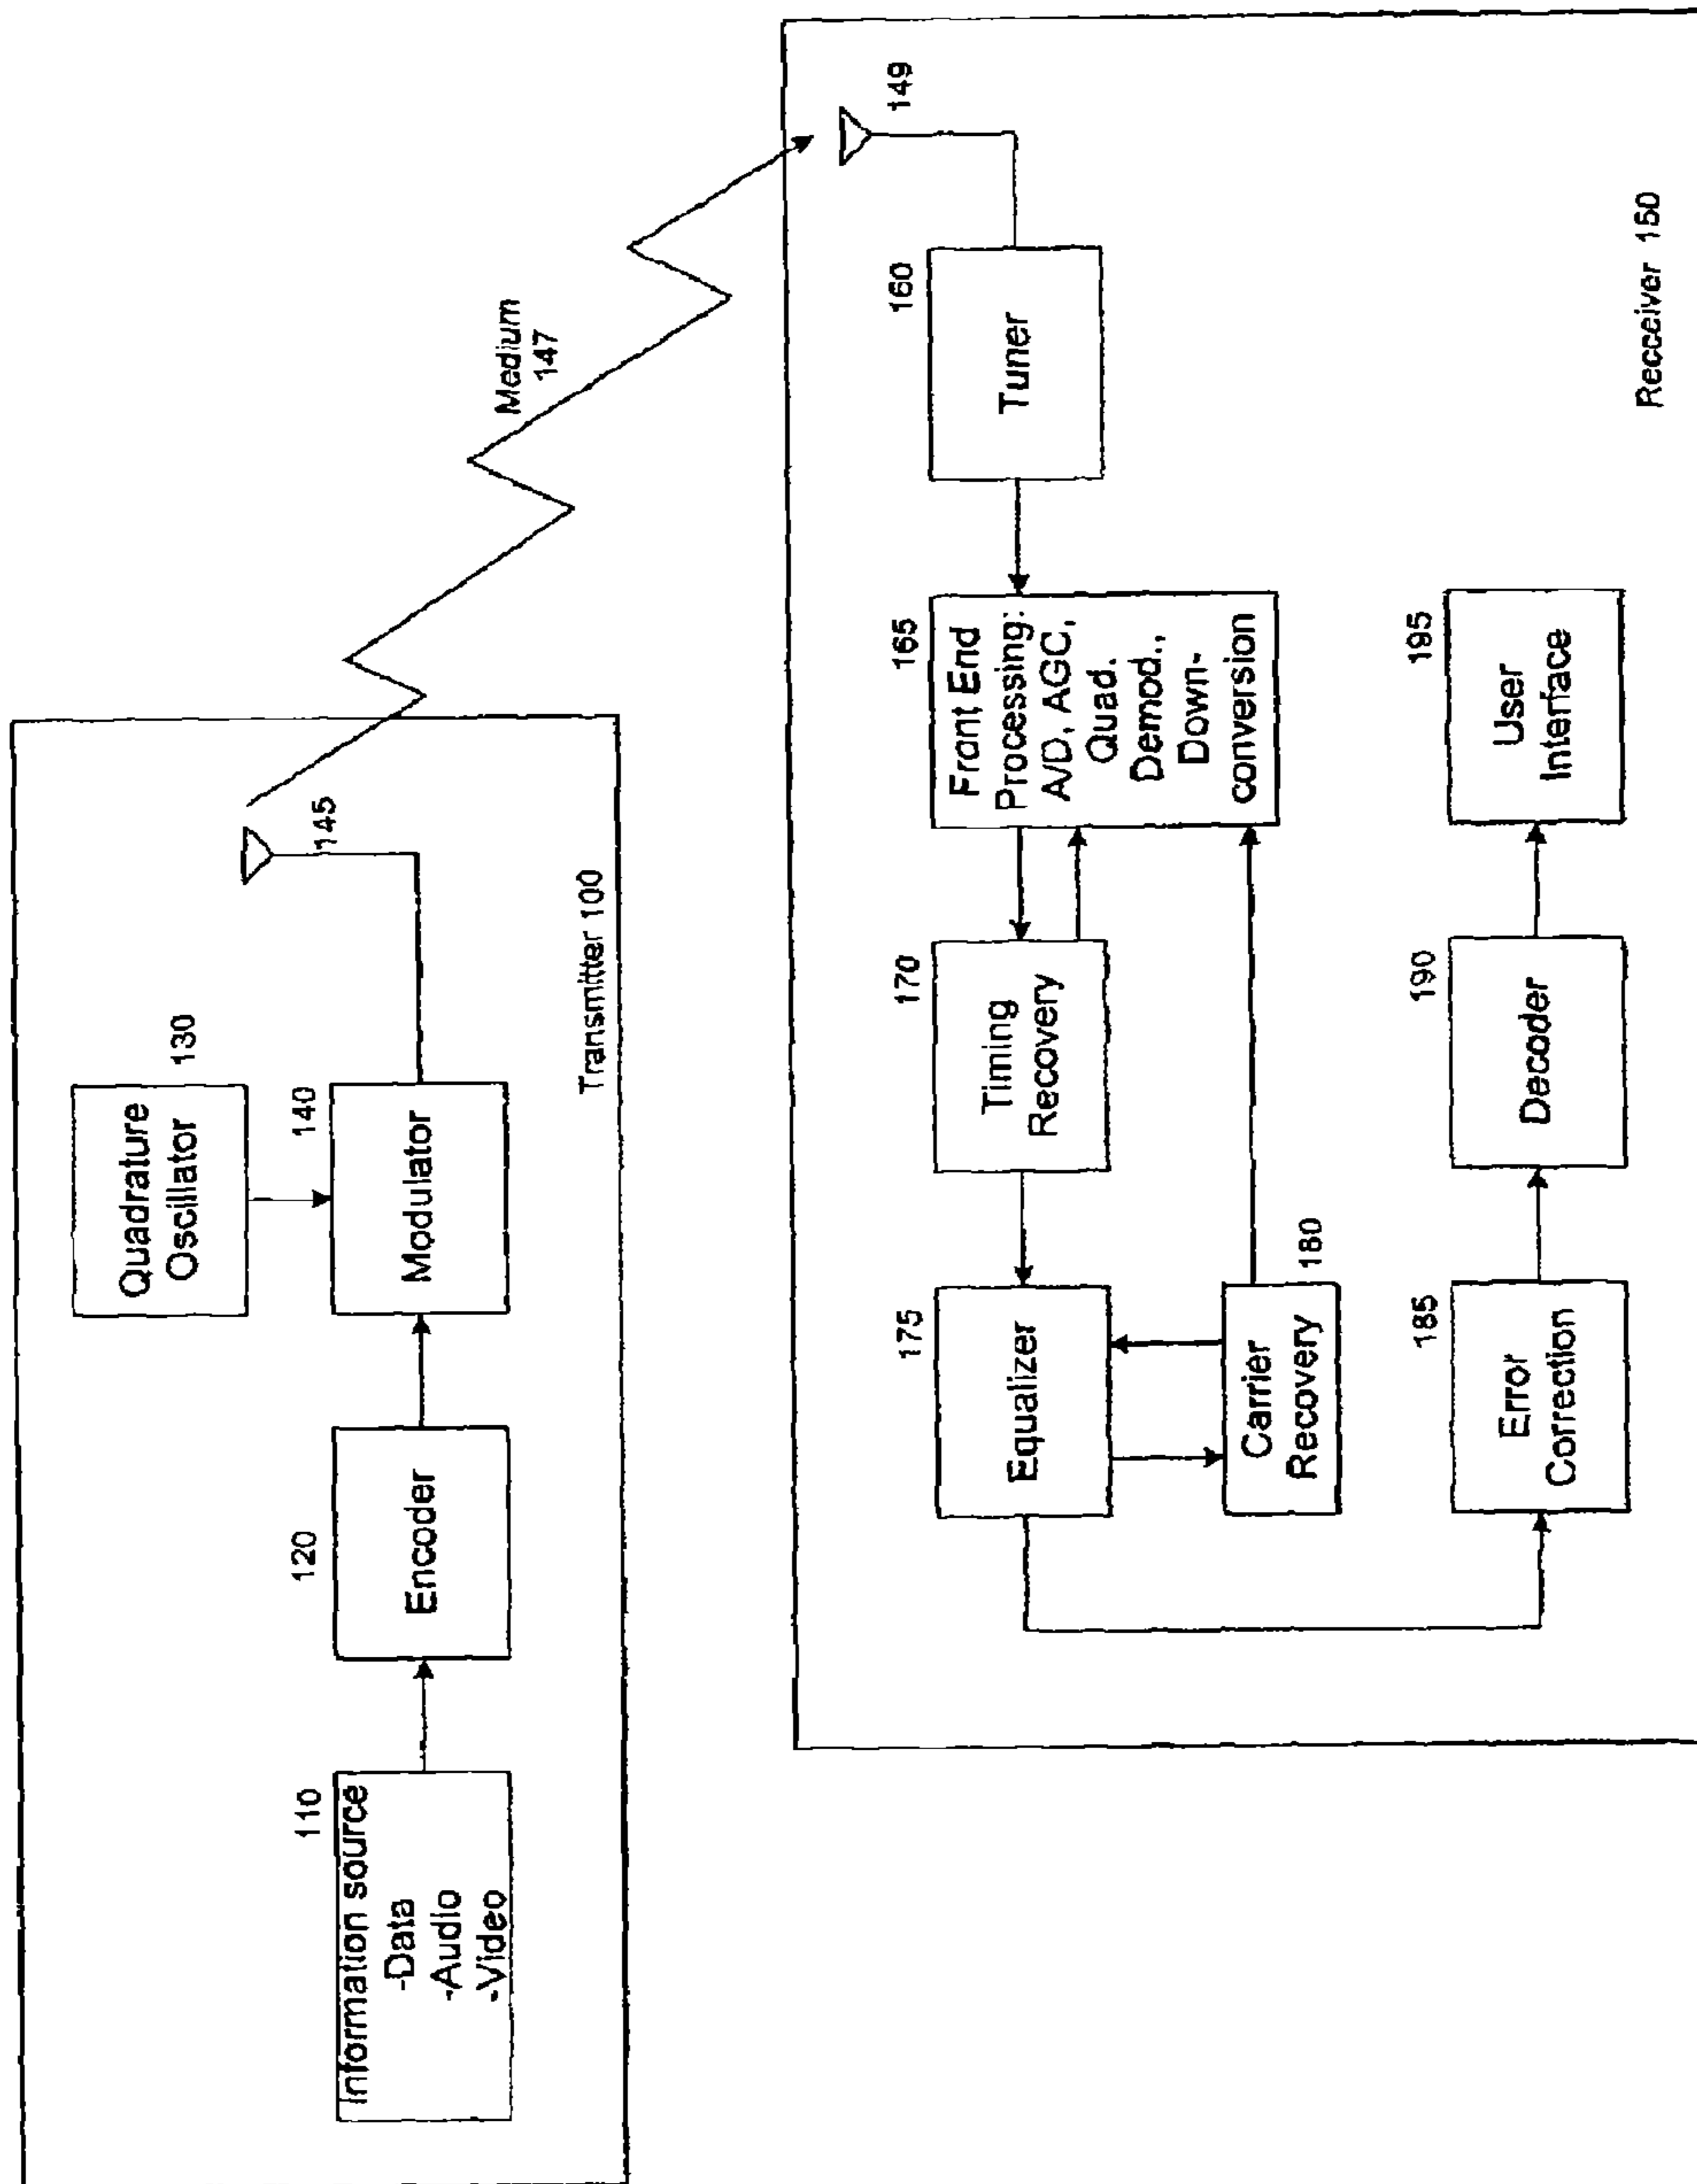 Quadrature
Oscillator
130
Information source
-Data
-Audio
-Video
110
Encoder
120
Modulator
140
145
Transmitter 100
Medium
147
149
Tuner
160
Front End
Processing:
A/D, AGC,
Quad.
Demod.,
Down-
conversion
165
Timing
Recovery
170
Equalizer
175
Carrier
Recovery
180
Error
Correction
185
Decoder
190
User
Interface
195
Recceiver 150